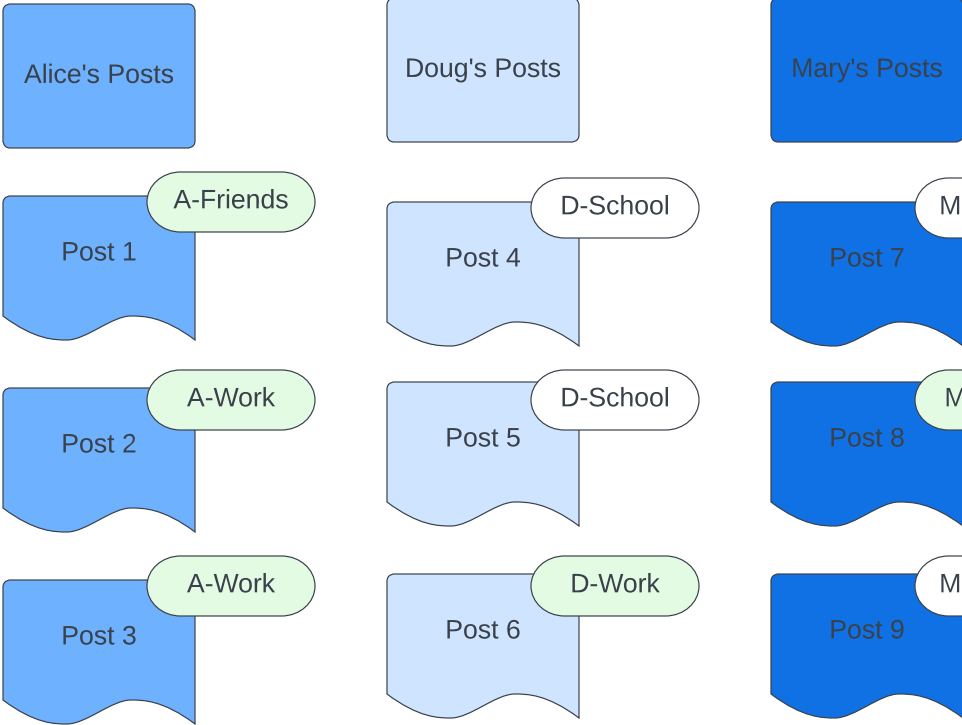 Alice's Posts
Doug's Posts
Mary's Posts
A-Friends
Post 1
D-School
Post 4
M
Post 7
A-Work
Post 2
D-School
Post 5
M
Post 8
A-Work
Post 3
D-Work
Post 6
M
Post 9